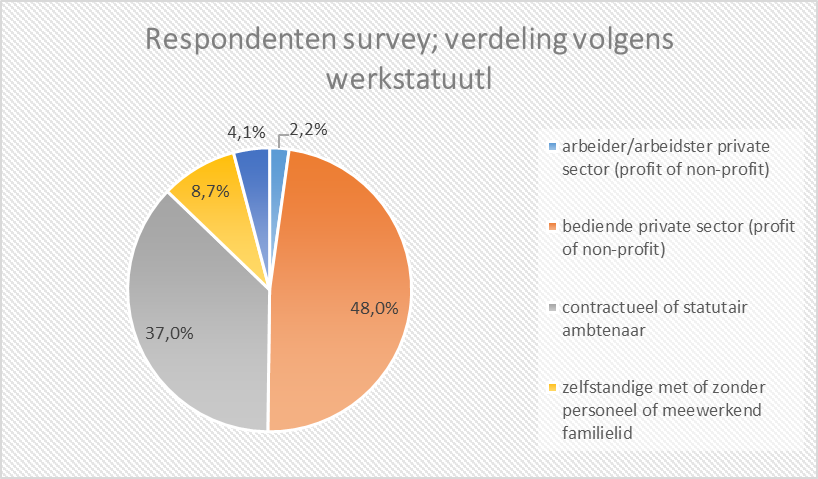 Respondenten survey; verdeling volgens
werkstatuutl
4,1%
2,2%
8,7%
48,0%
37,0%
arbeider/arbeidster private
sector (profit of non-profit)
bediende private sector (profit
of non-profit)
contractueel of statutair
ambtenaar
zelfstandige met of zonder
personeel of meewerkend
familielid